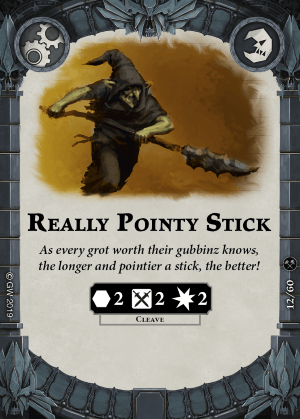 REALLY POINTY STICK
As every grot worth their gubbinz knows,
the longer and pointier a stick, the better!
2 2 2
CLEAVE
©GW 2019
12/60